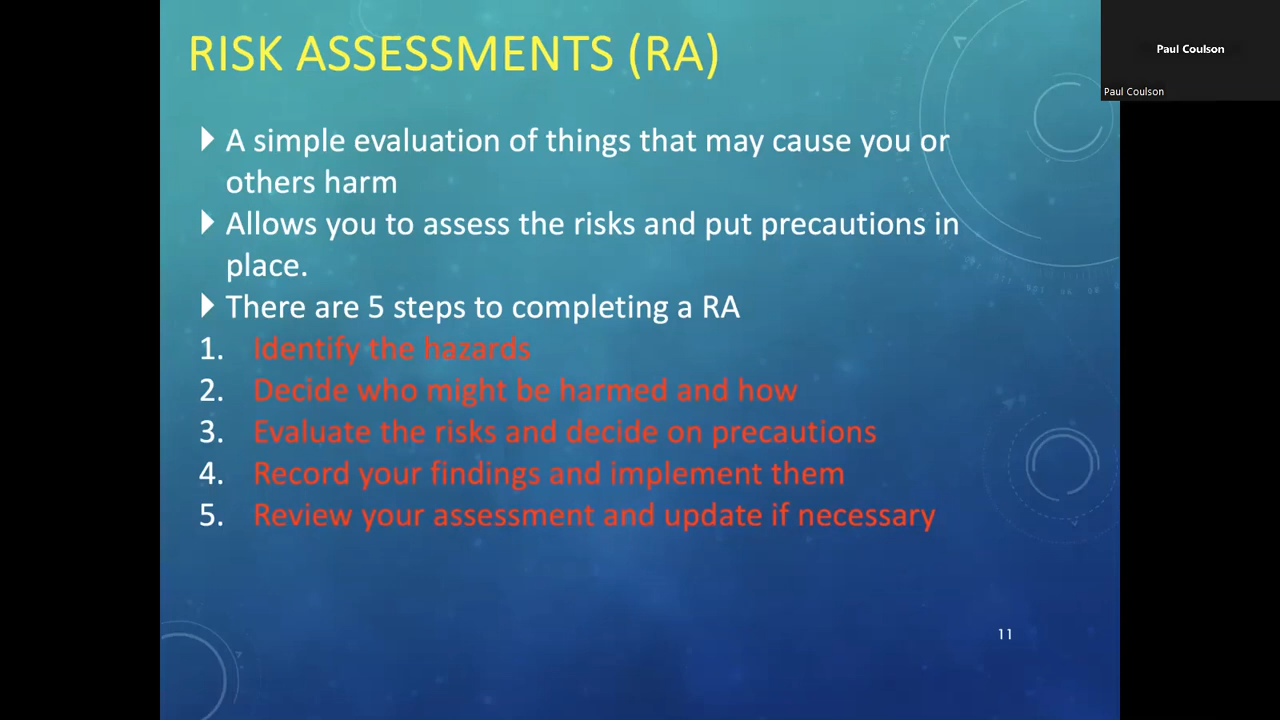 RISK ASSESSMENTS (RA)
Paul Coulson
Paul Coulson
A simple evaluation of things that may cause you or
others harm
Allows you to assess the risks and put precautions in
place.
There are 5 steps to completing a RA
1. Identify the hazards
2. Decide who might be harmed and how
3. Evaluate the risks and decide on precautions
4. Record your findings and implement them
5. Review your assessment and update if necessary
11